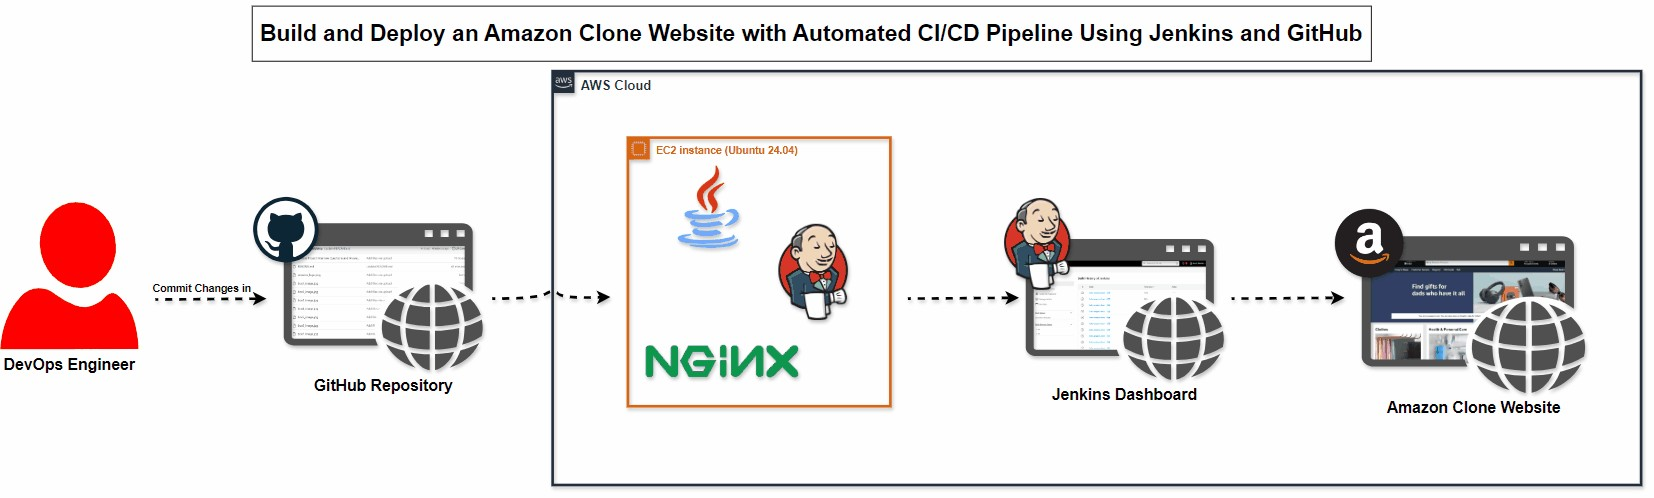 Build and Deploy an Amazon Clone Website with Automated CI/CD Pipeline Using Jenkins and GitHub
aws
AWS Cloud
EC2 instance (Ubuntu 24.04)
Commit Changes in
a
Find gifts for
dads who have it all
NGINX
DevOps Engineer
GitHub Repository
Jenkins Dashboard
Amazon Clone Website